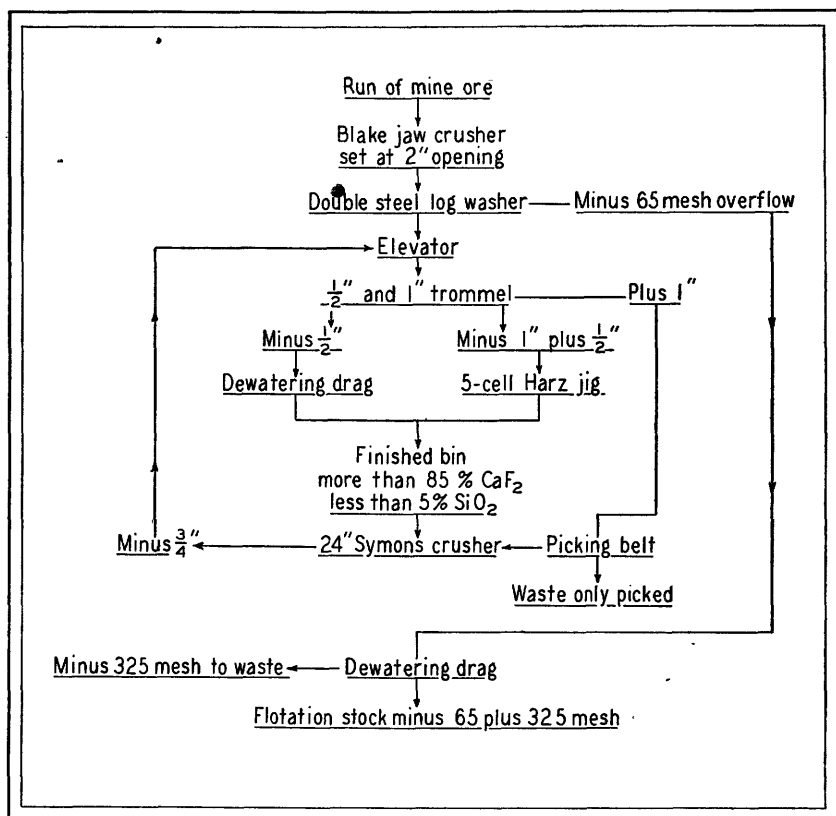 Run of mine ore
Blake jaw crusher
set at 2" opening
Double steel log washer
Minus 65 mesh overflow
Elevator
1/2" and 1" trommel
Plus 1"
Minus 1/2"
Minus 1" plus 1/2"
Dewatering drag
5-cell Harz jig
Finished bin
more than 85 % CaF₂
less than 5% SiO₂
Minus 3/4"
24" Symons crusher
Picking belt
Waste only picked
Minus 325 mesh to waste
Dewatering drag
Flotation stock minus 65 plus 325 mesh